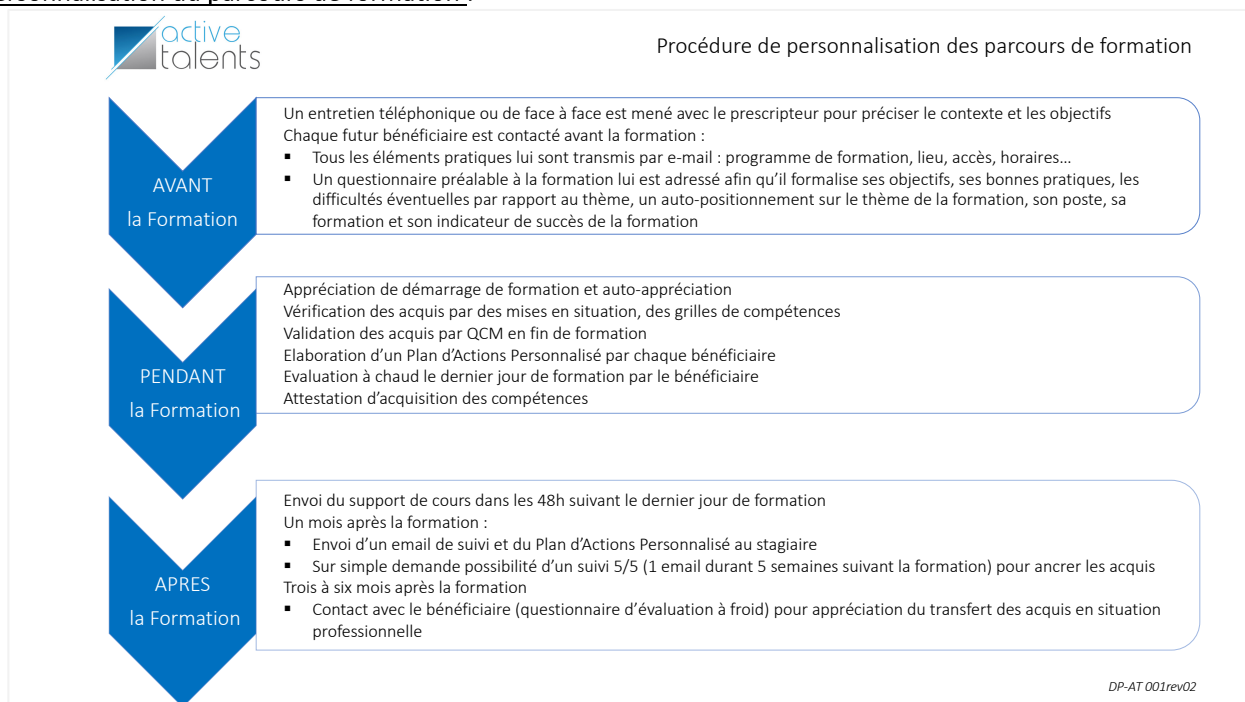 ersonnalisation du parcours de formation :
active
talents
Procédure de personnalisation des parcours de formation
AVANT
la Formation
Un entretien téléphonique ou de face à face est mené avec le prescripteur pour préciser le contexte et les objectifs
Chaque futur bénéficiaire est contacté avant la formation :
▪ Tous les éléments pratiques lui sont transmis par e-mail : programme de formation, lieu, accès, horaires…
▪ Un questionnaire préalable à la formation lui est adressé afin qu'il formalise ses objectifs, ses bonnes pratiques, les
difficultés éventuelles par rapport au thème, un auto-positionnement sur le thème de la formation, son poste, sa
formation et son indicateur de succès de la formation
PENDANT
la Formation
Appréciation de démarrage de formation et auto-appréciation
Vérification des acquis par des mises en situation, des grilles de compétences
Validation des acquis par QCM en fin de formation
Elaboration d'un Plan d'Actions Personnalisé par chaque bénéficiaire
Evaluation à chaud le dernier jour de formation par le bénéficiaire
Attestation d'acquisition des compétences
APRES
la Formation
Envoi du support de cours dans les 48h suivant le dernier jour de formation
Un mois après la formation :
▪ Envoi d'un email de suivi et du Plan d'Actions Personnalisé au stagiaire
▪ Sur simple demande possibilité d'un suivi 5/5 (1 email durant 5 semaines suivant la formation) pour ancrer les acquis
Trois à six mois après la formation
▪ Contact avec le bénéficiaire (questionnaire d'évaluation à froid) pour appréciation du transfert des acquis en situation
professionnelle
DP-AT 001rev02